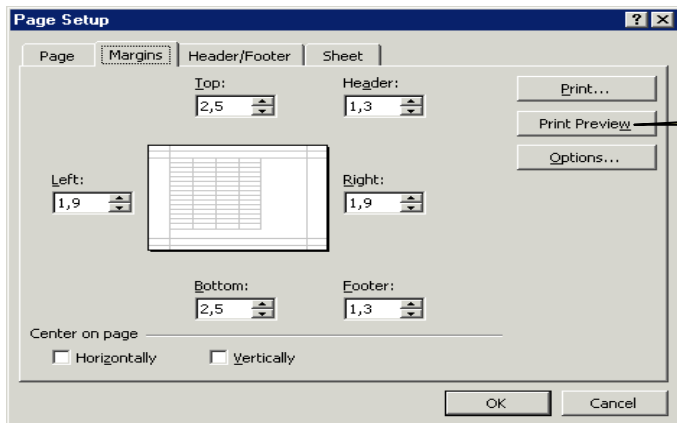 Page Setup
Page Margins Header/Footer Sheet
Top: Header:
2,5 1,3
Print...
Print Preview
Options...
Left: Right:
1,9 1,9
Bottom: Footer:
2,5 1,3
Center on page
Horizontally Vertically
OK Cancel